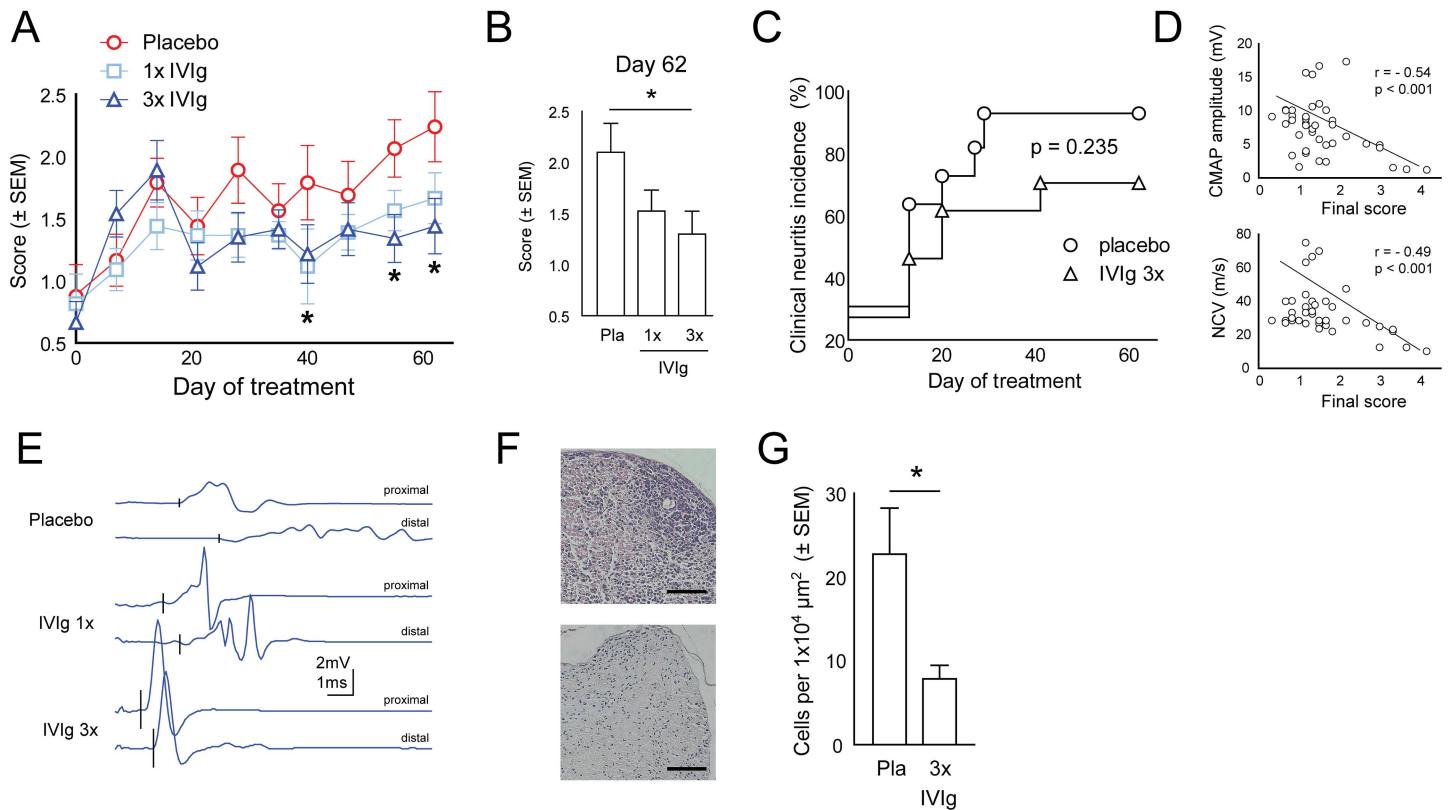 A
Placebo
1x IVIg
3x IVIg
Score (± SEM)
2.5
2.0
1.5
1.0
0.5
*
*
*
0
20
40
60
Day of treatment
B
Day 62
Score (± SEM)
2.5
2.0
1.5
1.0
0.5
*
Pla
1x
3x
IVIg
C
Clinical neuritis incidence (%)
100
80
60
40
20
p = 0.235
placebo
IVIg 3x
0
20
40
60
Day of treatment
D
CMAP amplitude (mV)
20
15
10
5
0
r = - 0.54
p < 0.001
0
1
2
3
4
Final score
NCV (m/s)
80
60
40
20
0
r = - 0.49
p < 0.001
0
1
2
3
4
Final score
E
Placebo
proximal
distal
IVIg 1x
proximal
distal
2mV
1ms
IVIg 3x
proximal
distal
F
G
Cells per 1x10⁴ µm² (± SEM)
30
20
10
0
*
Pla
3x
IVIg